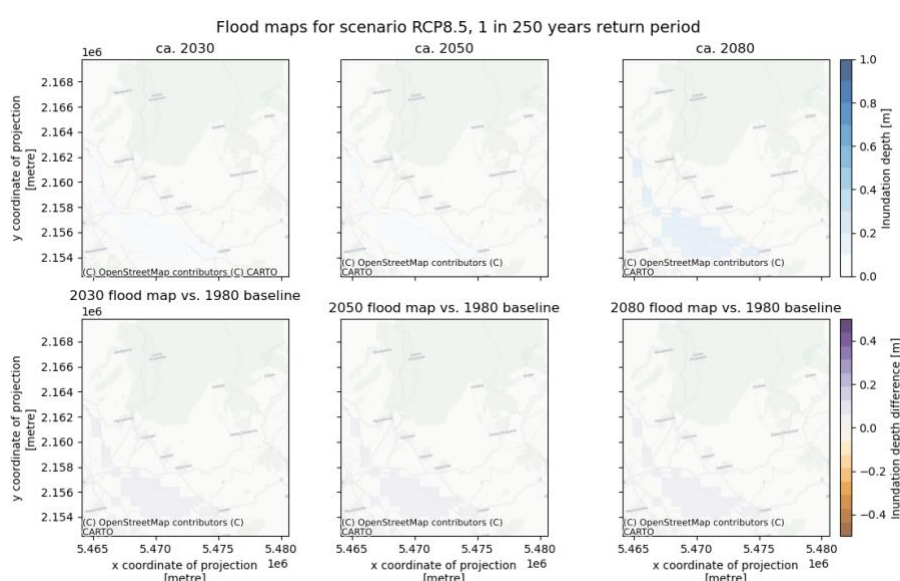 Flood maps for scenario RCP8.5, 1 in 250 years return period
ca. 2030
ca. 2050
ca. 2080
1e6
2.168
2.166
2.164
2.162
2.160
2.158
2.156
2.154
y coordinate of projection
[metre]
(C) OpenStreetMap contributors (C) CARTO
(C) OpenStreetMap contributors (C)
CARTO
(C) OpenStreetMap contributors (C)
CARTO
1.0
0.8
0.6
0.4
0.2
0.0
Inundation depth [m]
2030 flood map vs. 1980 baseline
2050 flood map vs. 1980 baseline
2080 flood map vs. 1980 baseline
1e6
2.168
2.166
2.164
2.162
2.160
2.158
2.156
2.154
y coordinate of projection
[metre]
(C) OpenStreetMap contributors (C)
CARTO
(C) OpenStreetMap contributors (C)
CARTO
(C) OpenStreetMap contributors (C)
CARTO
0.4
0.2
0.0
−0.2
−0.4
Inundation depth difference [m]
5.465 5.470 5.475 5.480
x coordinate of projection 1e6
[metre]
5.465 5.470 5.475 5.480
x coordinate of projection 1e6
[metre]
5.465 5.470 5.475 5.480
x coordinate of projection 1e6
[metre]